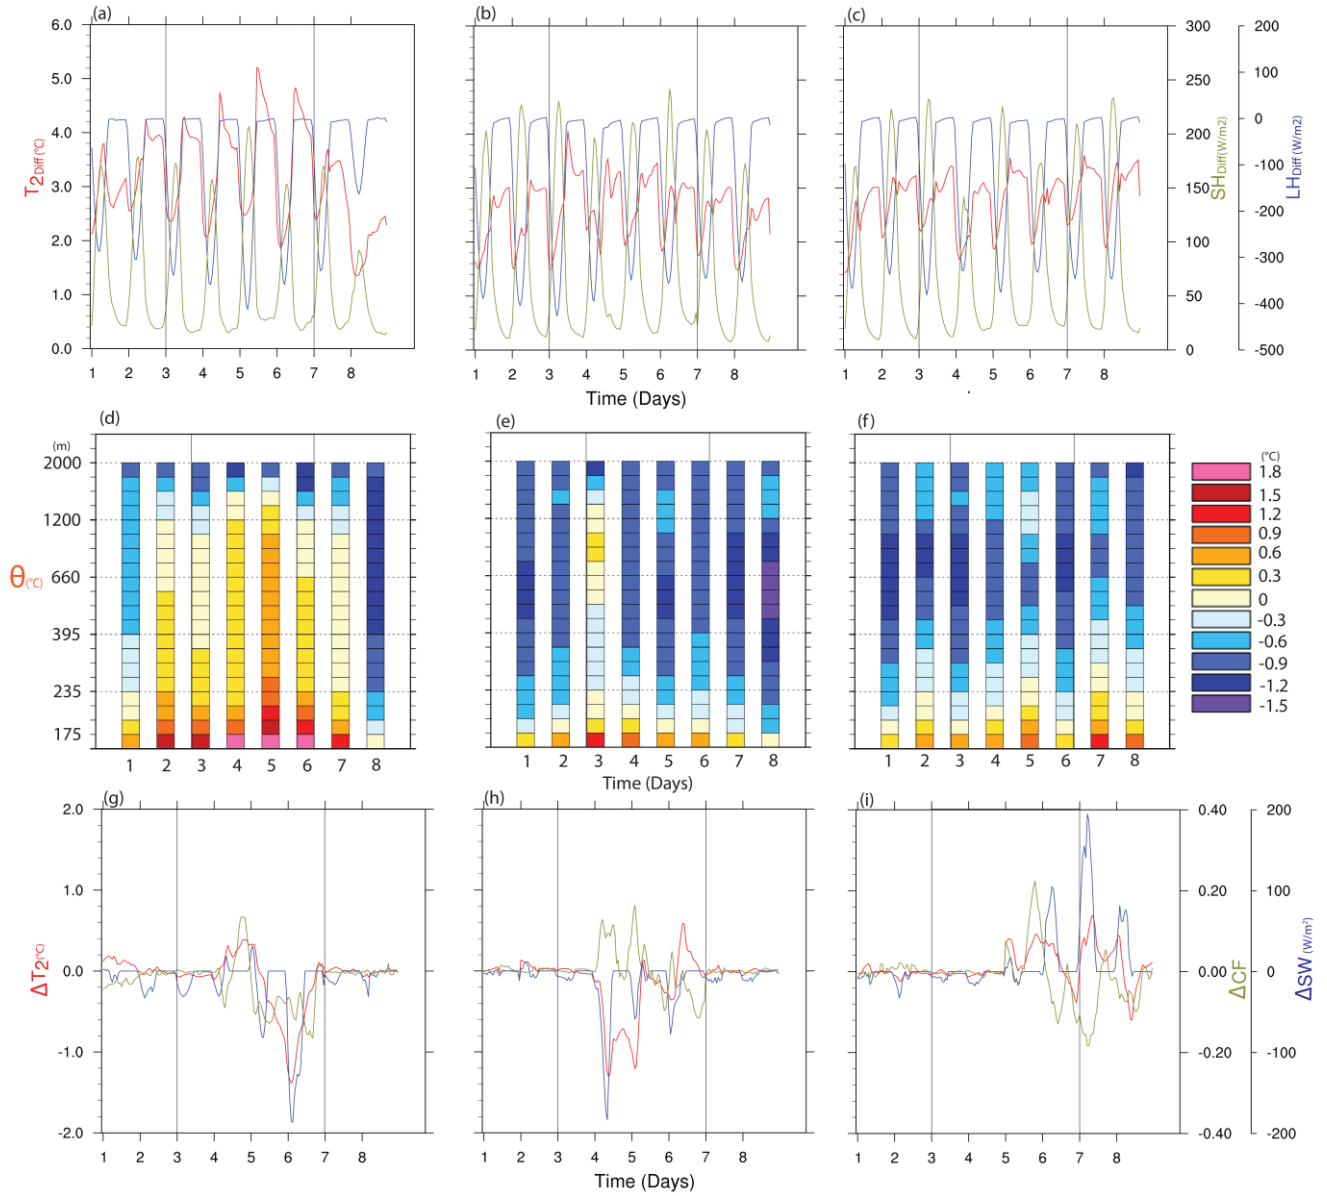 (a)
(b)
(c)
6.0
5.0
4.0
3.0
2.0
1.0
0.0
T2Diff (°C)
300
250
200
150
100
50
0
SHDiff(W/m2)
200
100
0
-100
-200
-300
-400
-500
LHDiff (W/m2)
1 2 3 4 5 6 7 8
1 2 3 4 5 6 7 8
1 2 3 4 5 6 7 8
Time (Days)
(d)
(e)
(f)
(m)
2000
1200
660
395
235
175
θ(°C)
(°C)
1.8
1.5
1.2
0.9
0.6
0.3
0
-0.3
-0.6
-0.9
-1.2
-1.5
1 2 3 4 5 6 7 8
1 2 3 4 5 6 7 8
1 2 3 4 5 6 7 8
Time (Days)
(g)
(h)
(i)
2.0
1.0
0.0
-1.0
-2.0
ΔT2(°C)
0.40
0.20
0.00
-0.20
-0.40
ΔCF
200
100
0
-100
-200
ΔSW (W/m²)
1 2 3 4 5 6 7 8
1 2 3 4 5 6 7 8
1 2 3 4 5 6 7 8
Time (Days)